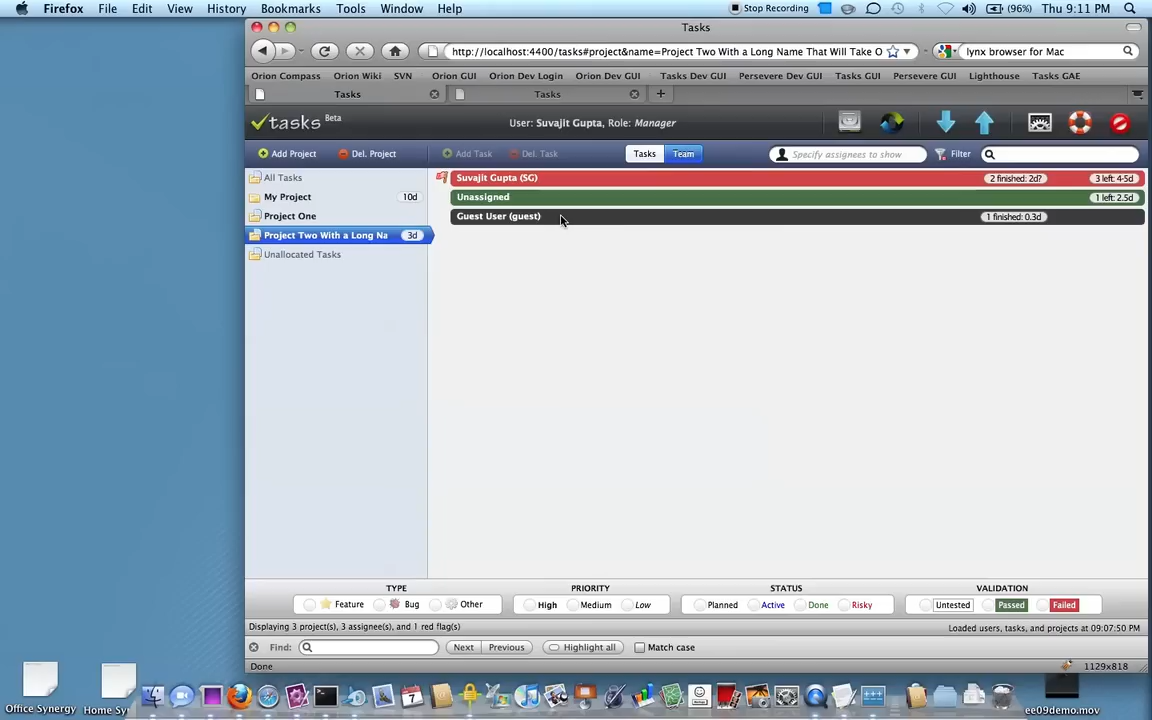 Firefox File Edit View History Bookmarks Tools Window Help Stop Recording (96%) Thu 9:11 PM
Tasks
http://localhost:4400/tasks#project&name=Project Two With a Long Name That Will Take O lynx browser for Mac
Orion Compass Orion Wiki SVN Orion GUI Orion Dev Login Orion Dev GUI Tasks Dev GUI Persevere Dev GUI Tasks GUI Persevere GUI Lighthouse Tasks GAE
Tasks Tasks
tasks Beta User: Suvajit Gupta, Role: Manager
Add Project Del. Project Add Task Del. Task Tasks Team Specify assignees to show Filter
All Tasks
My Project 10d
Project One
Project Two With a Long Na 3d
Unallocated Tasks
Suvajit Gupta (SG) 2 finished: 2d? 3 left: 4-5d
Unassigned 1 left: 2.5d
Guest User (guest) 1 finished: 0.3d
TYPE PRIORITY STATUS VALIDATION
Feature Bug Other High Medium Low Planned Active Done Risky Untested Passed Failed
Displaying 3 project(s), 3 assignee(s), and 1 red flag(s) Loaded users, tasks, and projects at 09:07:50 PM
Find: Next Previous Highlight all Match case
Done 1129x818
Office Synergy Home Sy ee09demo.mov